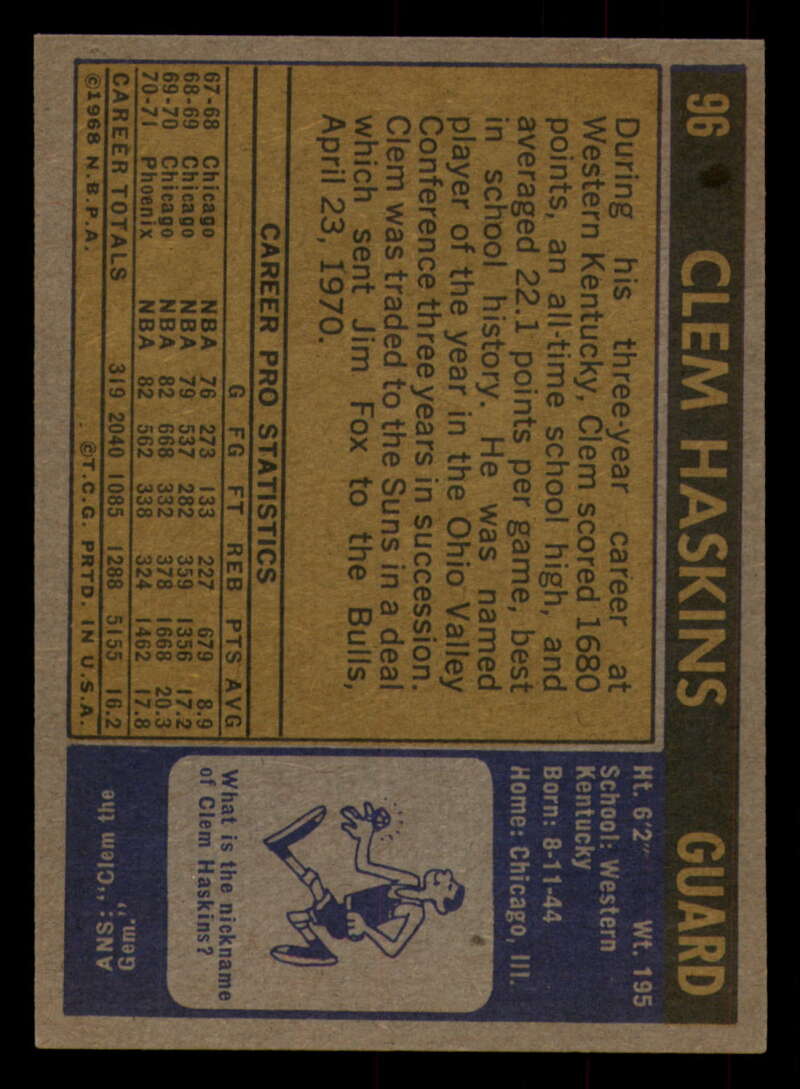 96 CLEM HASKINS GUARD
During his three-year career at
Western Kentucky, Clem scored 1680
points, an all-time school high, and
averaged 22.1 points per game, best
in school history. He was named
player of the year in the Ohio Valley
Conference three years in succession.
Clem was traded to the Suns in a deal
which sent Jim Fox to the Bulls,
April 23, 1970.
CAREER PRO STATISTICS
G FG FT REB PTS AVG
67-68 Chicago NBA 76 273 133 227 679 8.9
68-69 Chicago NBA 79 537 282 359 1356 17.2
69-70 Chicago NBA 82 668 332 378 1668 20.3
70-71 Phoenix NBA 82 562 338 324 1462 17.8
CAREER TOTALS 319 2040 1085 1288 5155 16.2
©1968 N.B.P.A. ©T.C.G. PRTD. IN U.S.A.
Ht. 6'2" Wt. 195
School: Western
Kentucky
Born: 8-11-44
Home: Chicago, Ill.
What is the nickname
of Clem Haskins?
ANS: "Clem the
Gem."